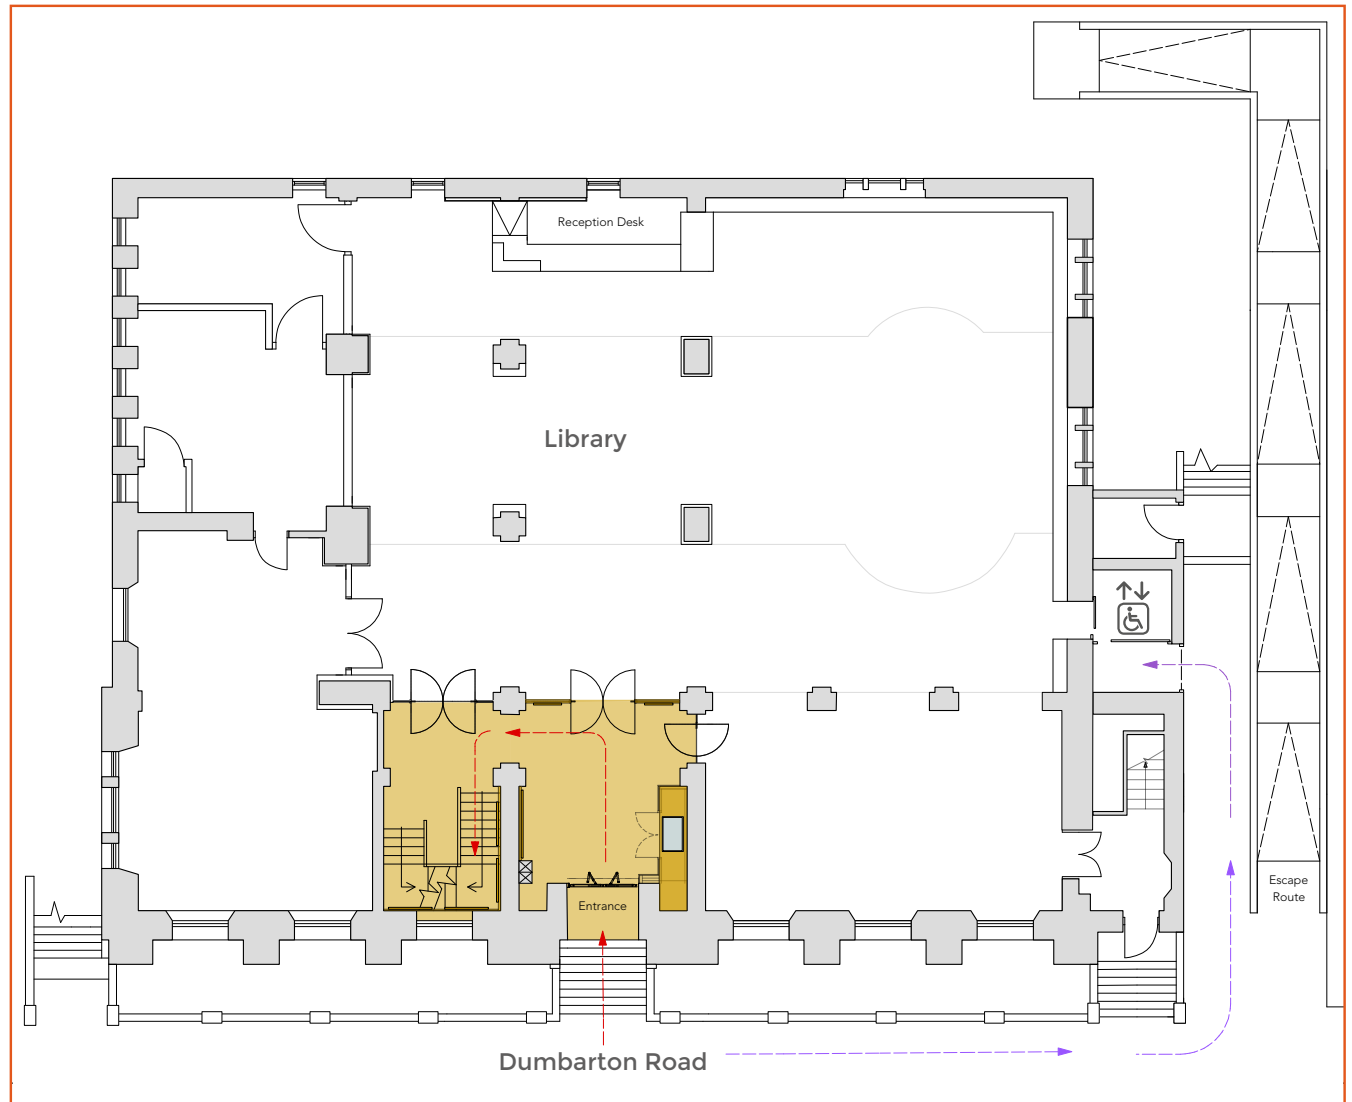 Reception Desk
Library
Entrance
Escape
Route
Dumbarton Road